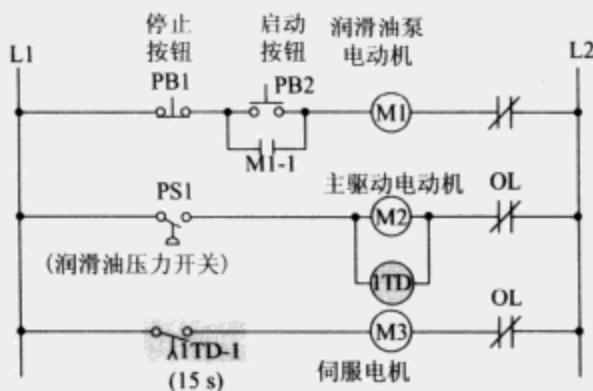 停止
按钮
启动
按钮
润滑油泵
电动机
L1
L2
PB1
PB2
M1
M1-1
PS1
主驱动电动机
OL
M2
(润滑油压力开关)
1TD
OL
M3
1TD-1
(15 s)
伺服电机